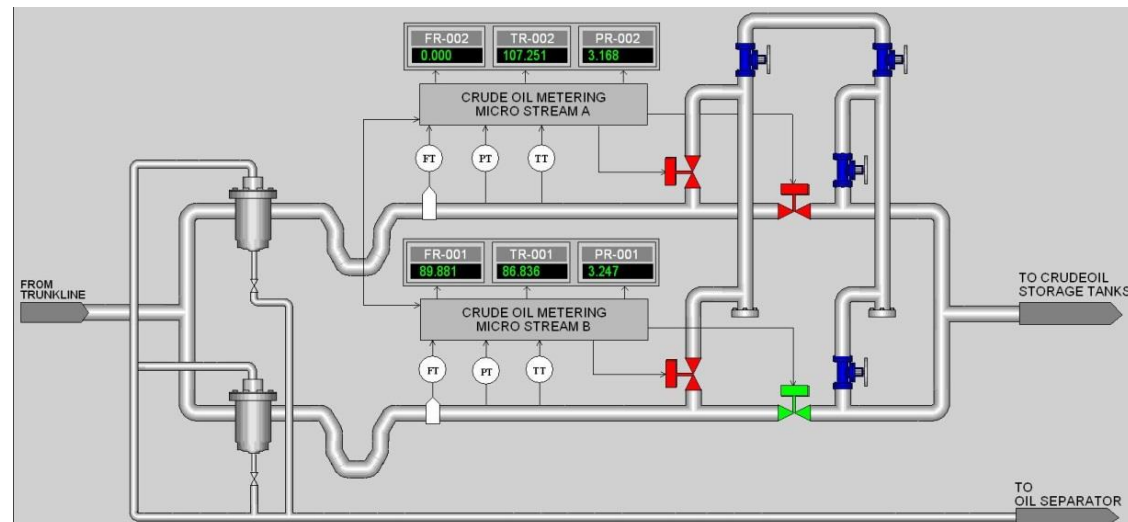 FR-002 TR-002 PR-002
0.000 107.251 3.168
CRUDE OIL METERING
MICRO STREAM A
FT PT TT
FR-001 TR-001 PR-001
89.881 86.836 3.247
FROM
TRUNKLINE
TO CRUDEOIL
STORAGE TANKS
CRUDE OIL METERING
MICRO STREAM B
FT PT TT
TO
OIL SEPARATOR